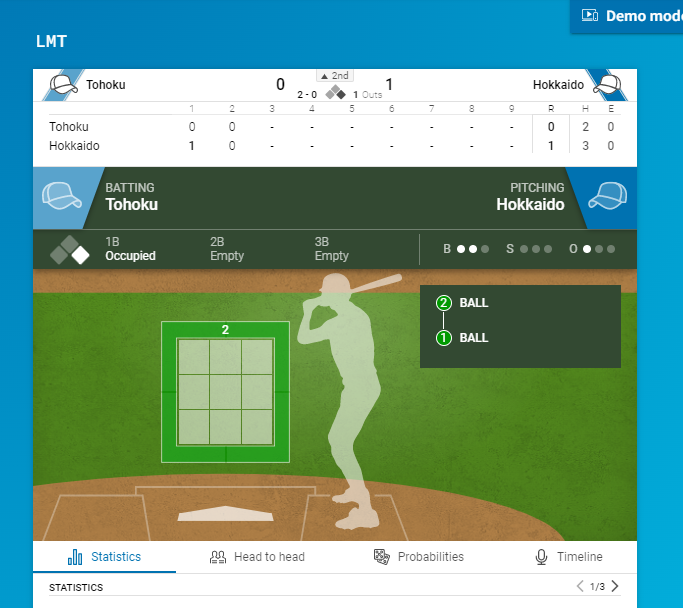 Demo mod
LMT
Tohoku 0 ▲ 2nd 1 Hokkaido
2 - 0 1 Outs
1 2 3 4 5 6 7 8 9 R H E
Tohoku 0 0 - - - - - - - 0 2 0
Hokkaido 1 0 - - - - - - - 1 3 0
BATTING PITCHING
Tohoku Hokkaido
1B 2B 3B B S O
Occupied Empty Empty
2 BALL
2
1 BALL
Statistics Head to head Probabilities Timeline
STATISTICS 1/3